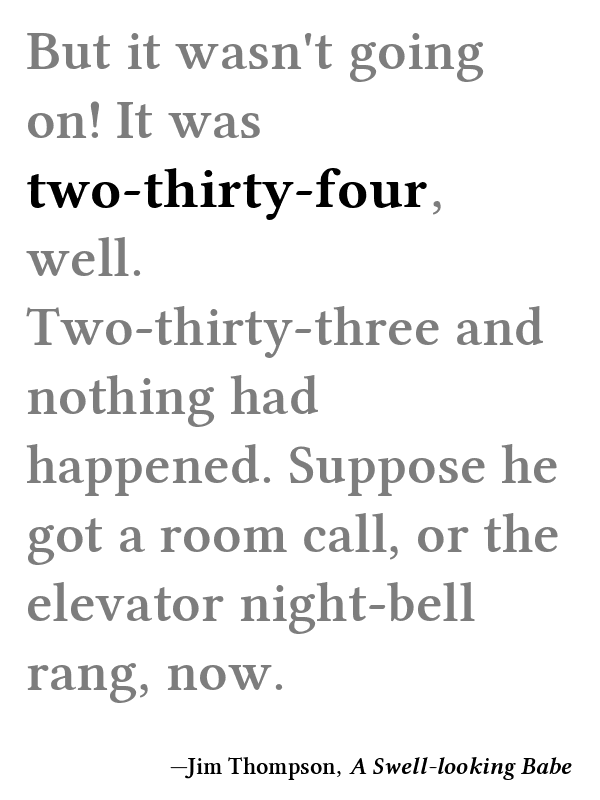 But it wasn't going
on! It was
two-thirty-four,
well.
Two-thirty-three and
nothing had
happened. Suppose he
got a room call, or the
elevator night-bell
rang, now.
—Jim Thompson, A Swell-looking Babe